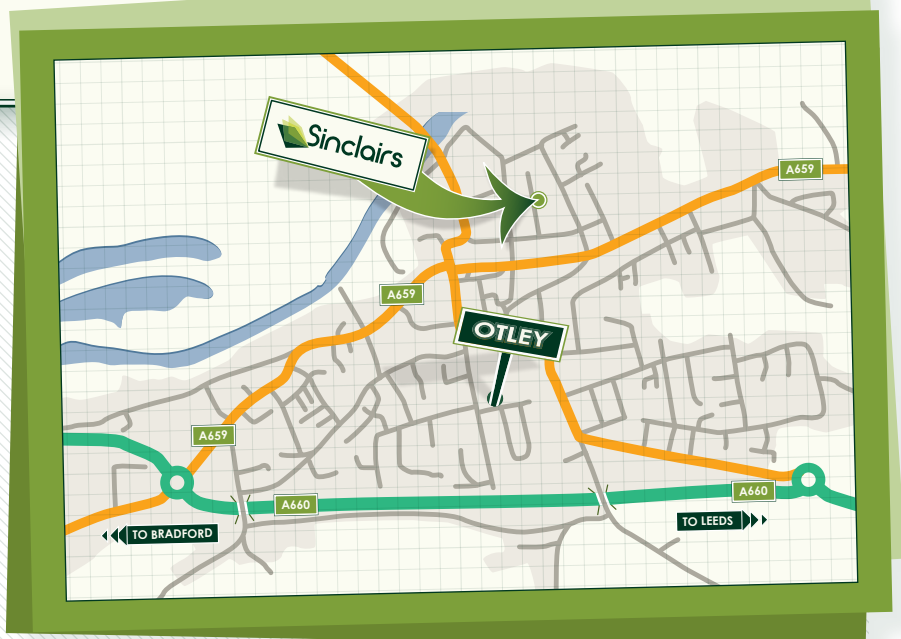 Sinclairs
A659
A659
OTLEY
A659
A660
A660
TO BRADFORD
TO LEEDS